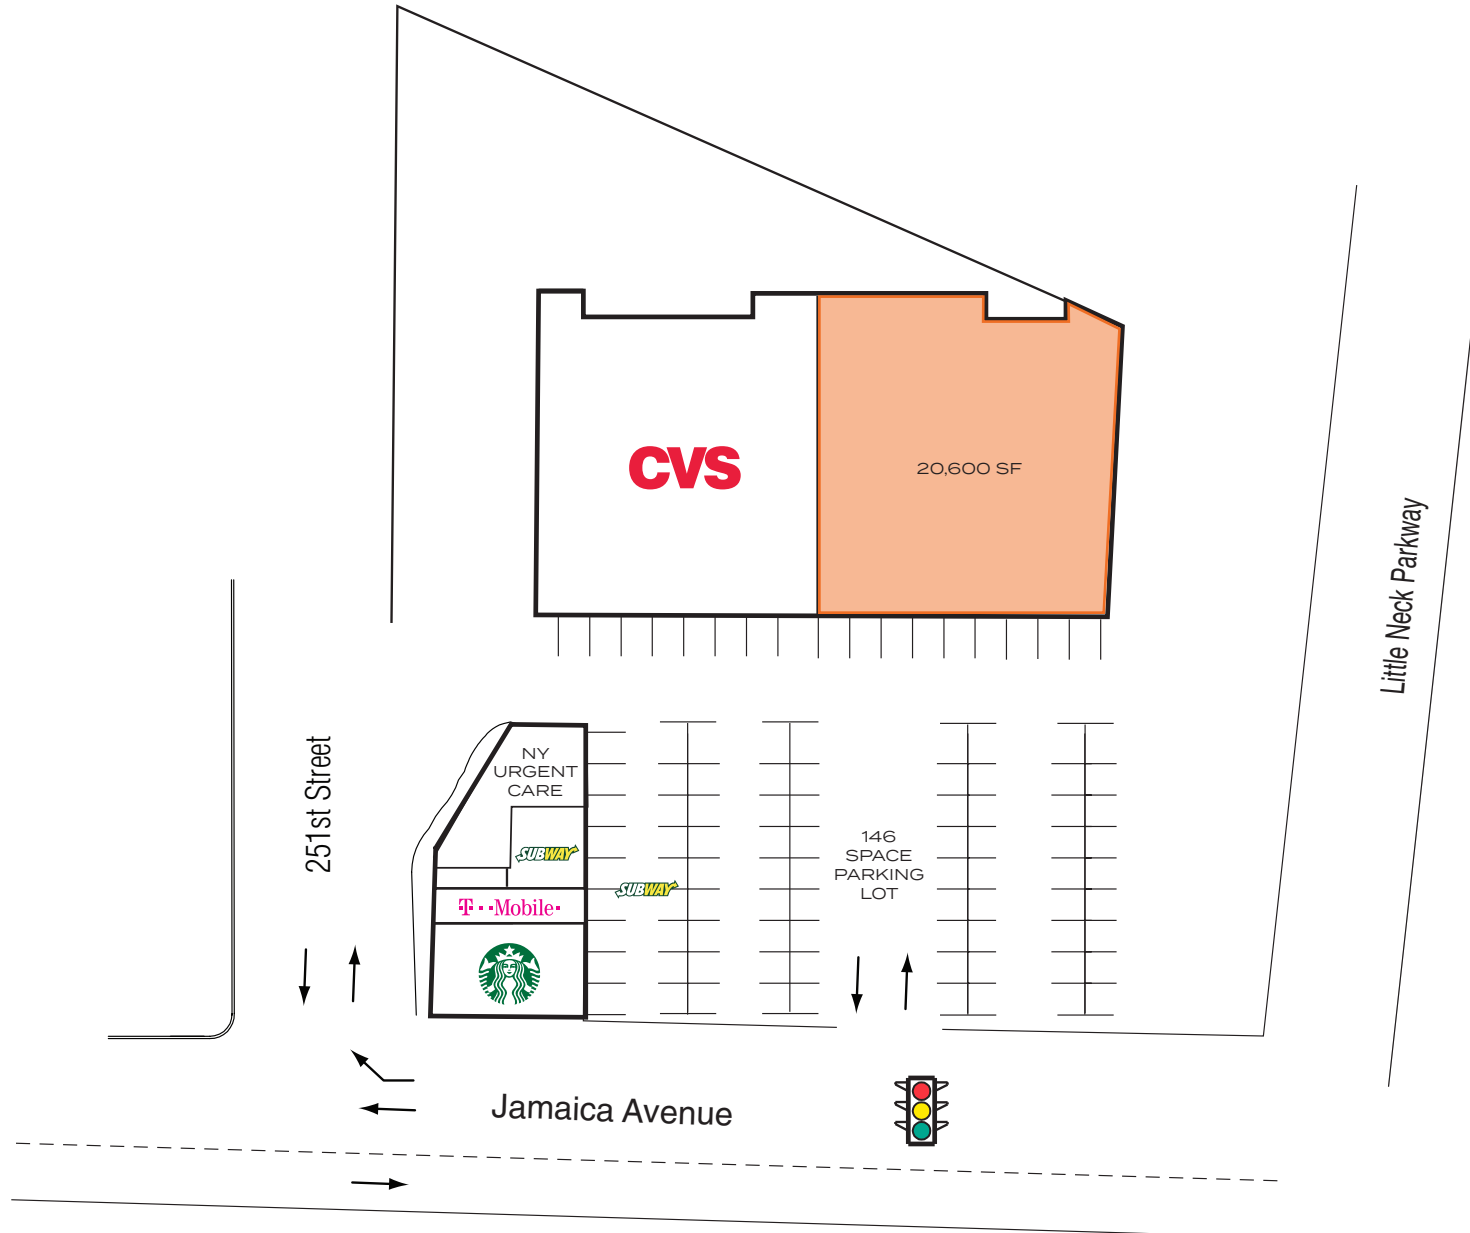 CVS
20,600 SF
Little Neck Parkway
251st Street
NY
URGENT
CARE
SUBWAY
SUBWAY
T··Mobile·
146
SPACE
PARKING
LOT
Jamaica Avenue